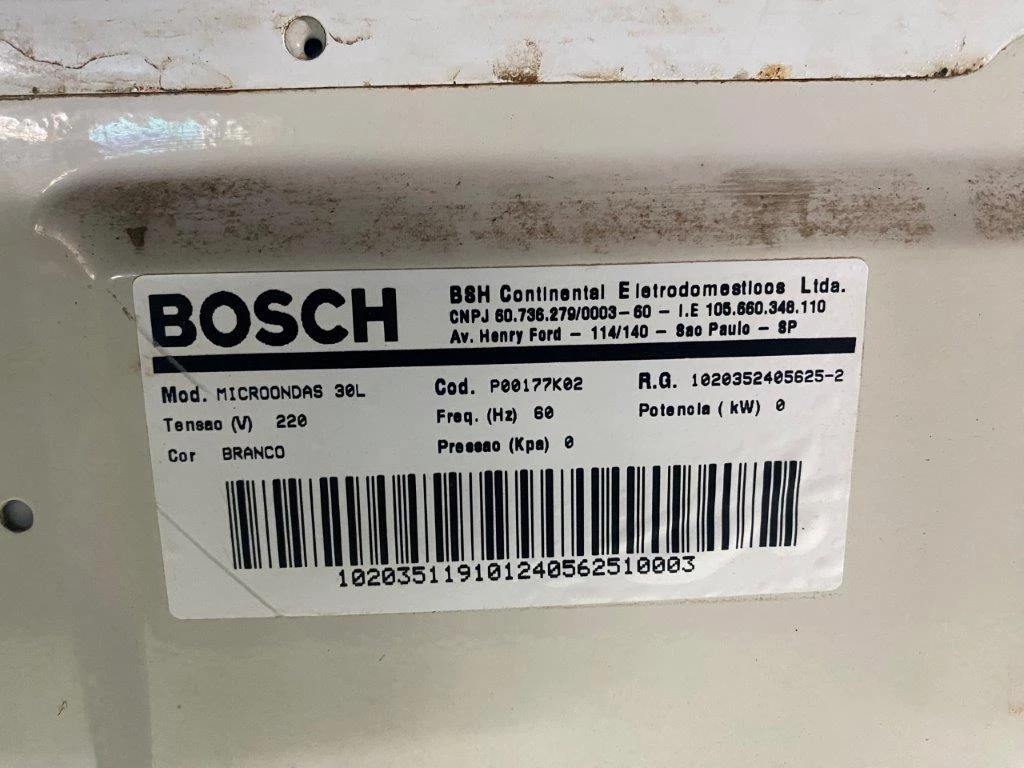 BOSCH
BSH Continental Eletrodomesticos Ltda.
CNPJ 60.736.279/0003-60 - I.E 105.660.348.110
Av. Henry Ford - 114/140 - Sao Paulo - SP
Mod. MICROONDAS 30L Cod. P00177K02 R.G. 1020352405625-2
Tensao (V) 220 Freq. (Hz) 60 Potencia ( kW) 0
Cor BRANCO Pressao (Kpa) 0
102035119101240562510003